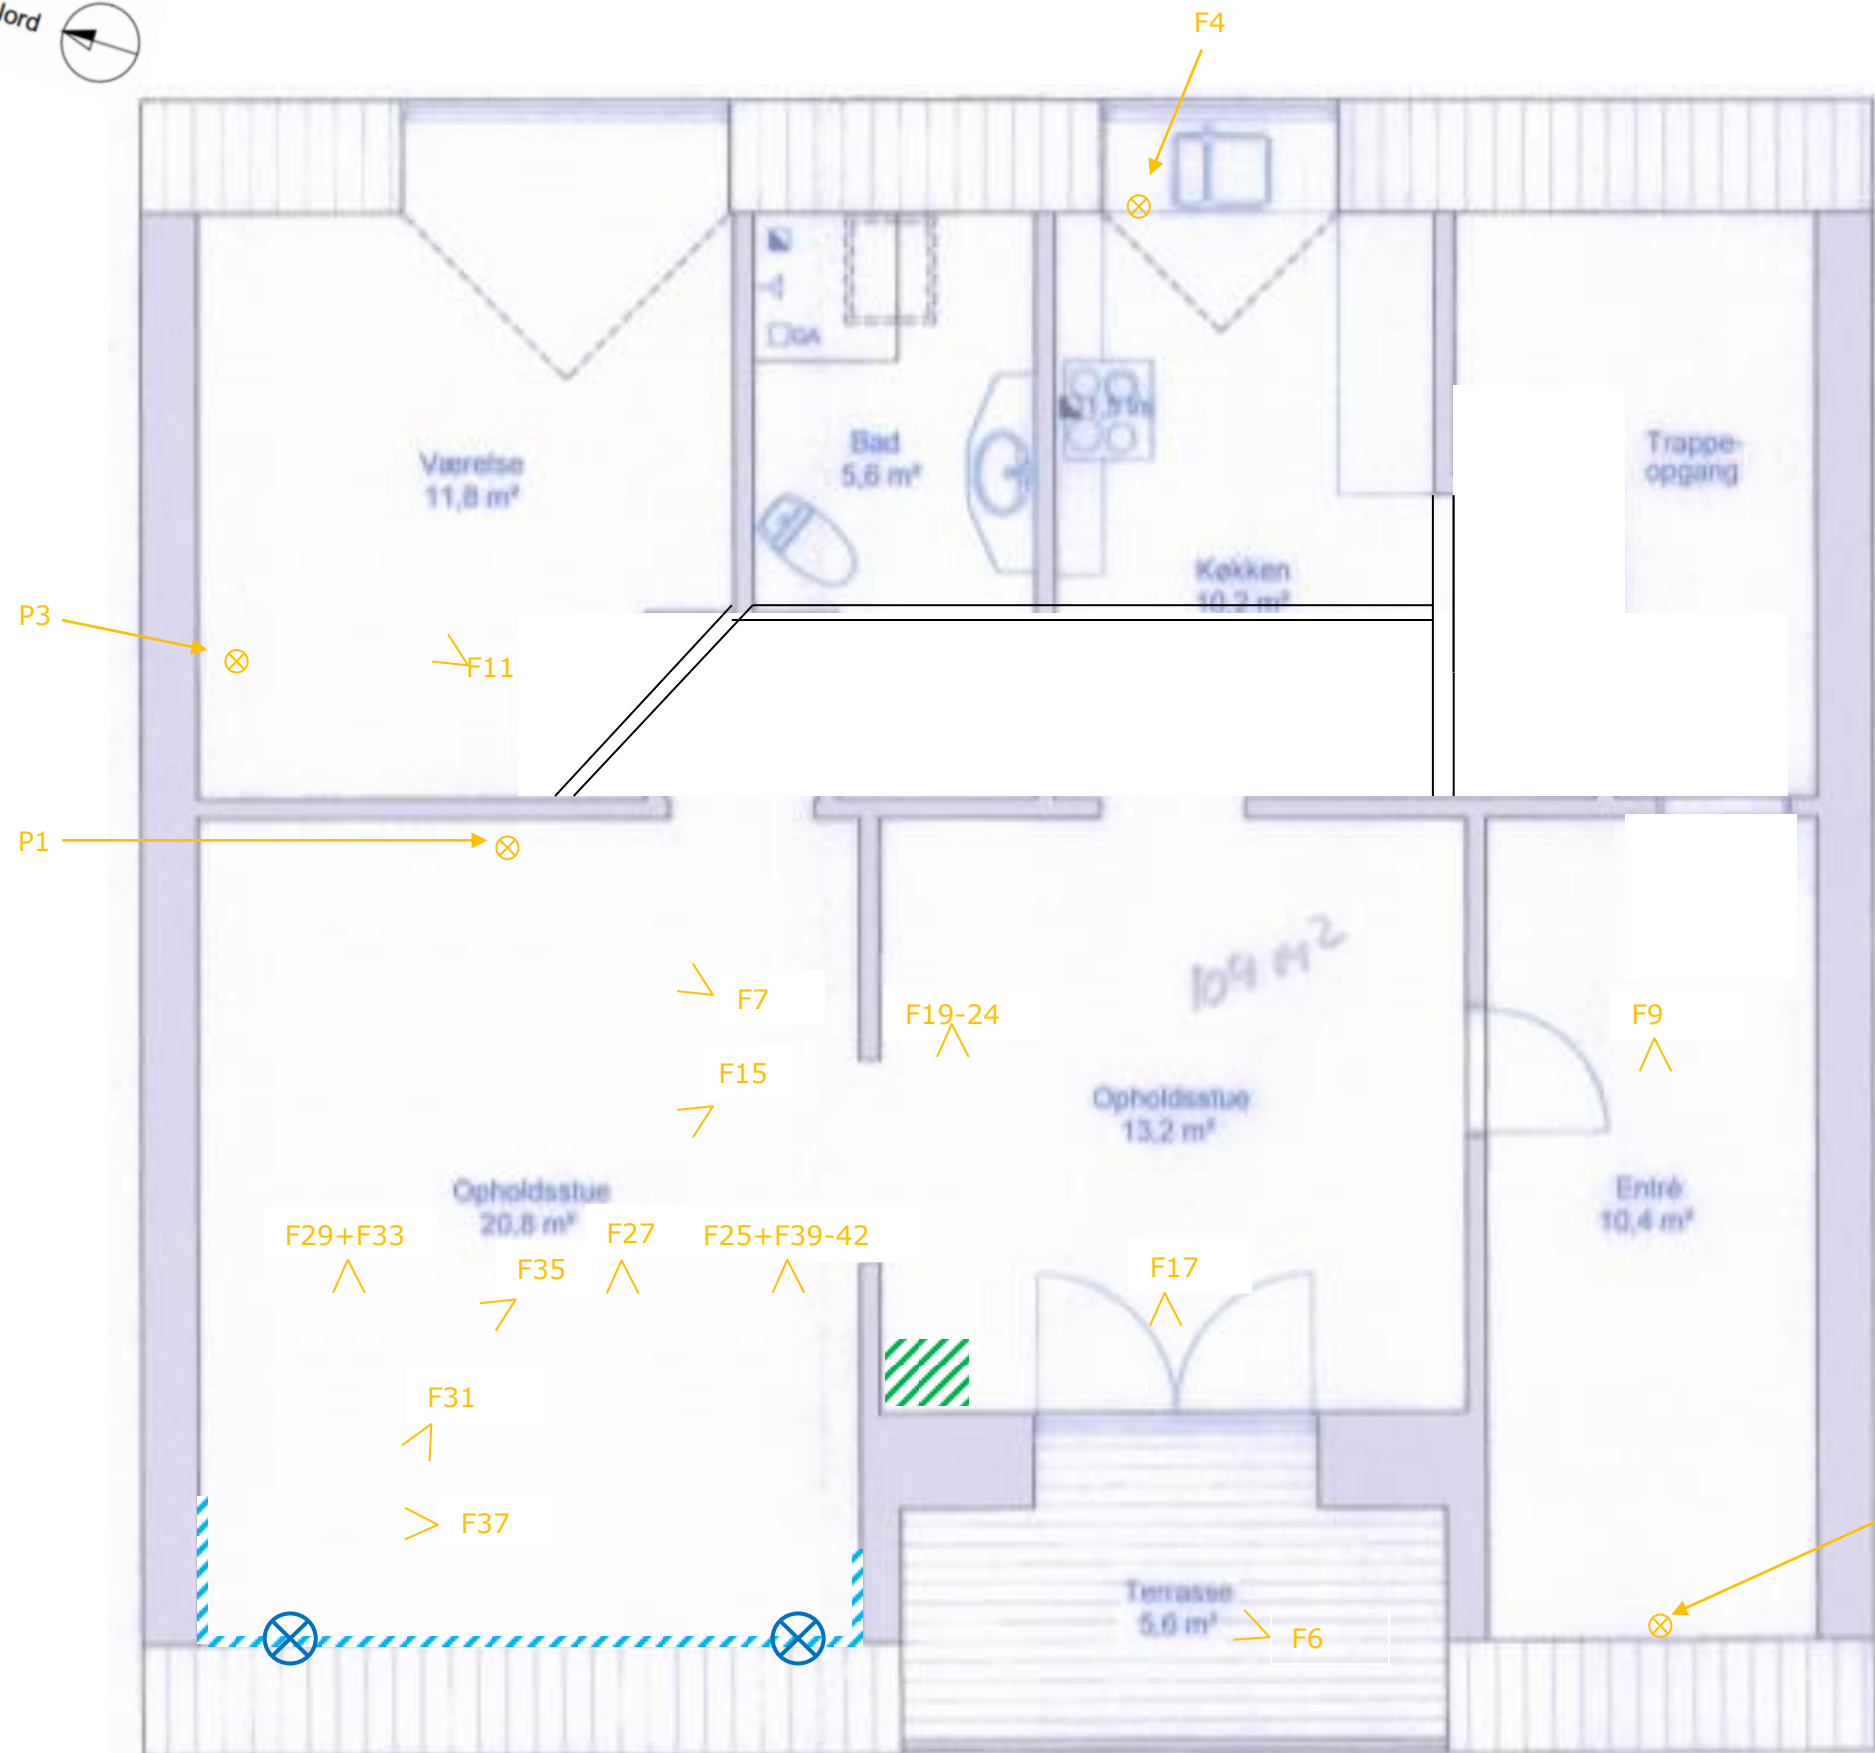 F4
Værelse
11,8 m²
Bad
5,6 m²
Trappe-
opgang
Køkken
10,2 m²
P3
F11
P1
109 m²
F7
F19-24
F9
F15
Opholdsstue
13,2 m²
Opholdsstue
20,8 m²
Entré
10,4 m²
F29+F33
F27
F25+F39-42
F35
F17
F31
F37
Terrasse
5,6 m²
F6